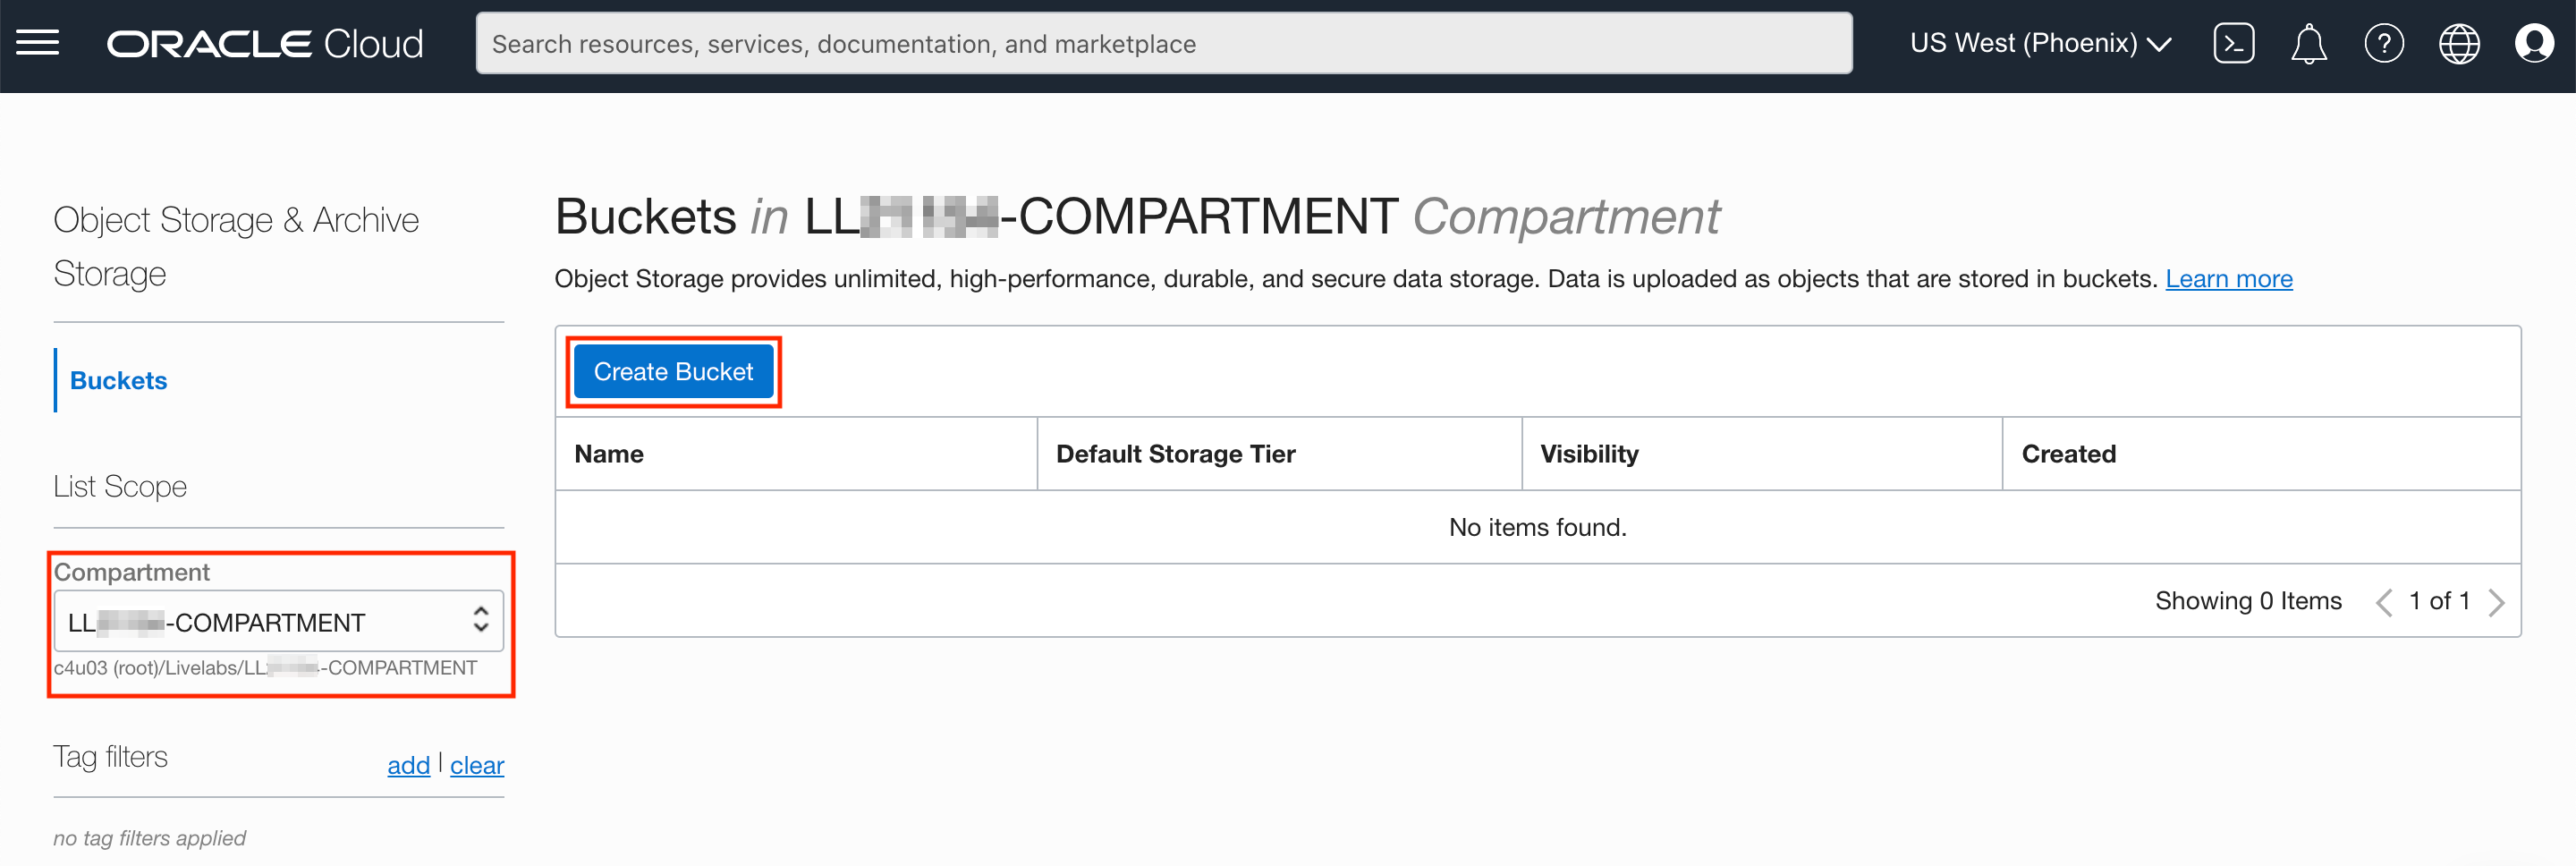 ORACLE Cloud
Search resources, services, documentation, and marketplace
US West (Phoenix)
Object Storage & Archive
Storage
Buckets
List Scope
Compartment
LL -COMPARTMENT
c4u03 (root)/Livelabs/LL -COMPARTMENT
Tag filters
add | clear
no tag filters applied
Buckets in LL -COMPARTMENT Compartment
Object Storage provides unlimited, high-performance, durable, and secure data storage. Data is uploaded as objects that are stored in buckets. Learn more
Create Bucket
Name Default Storage Tier Visibility Created
No items found.
Showing 0 Items < 1 of 1 >